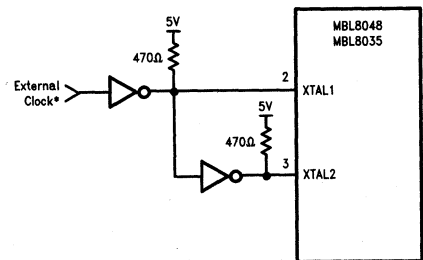 5V
MBL8048
MBL8035
470Ω
External
Clock*
2
XTAL1
5V
470Ω
3
XTAL2